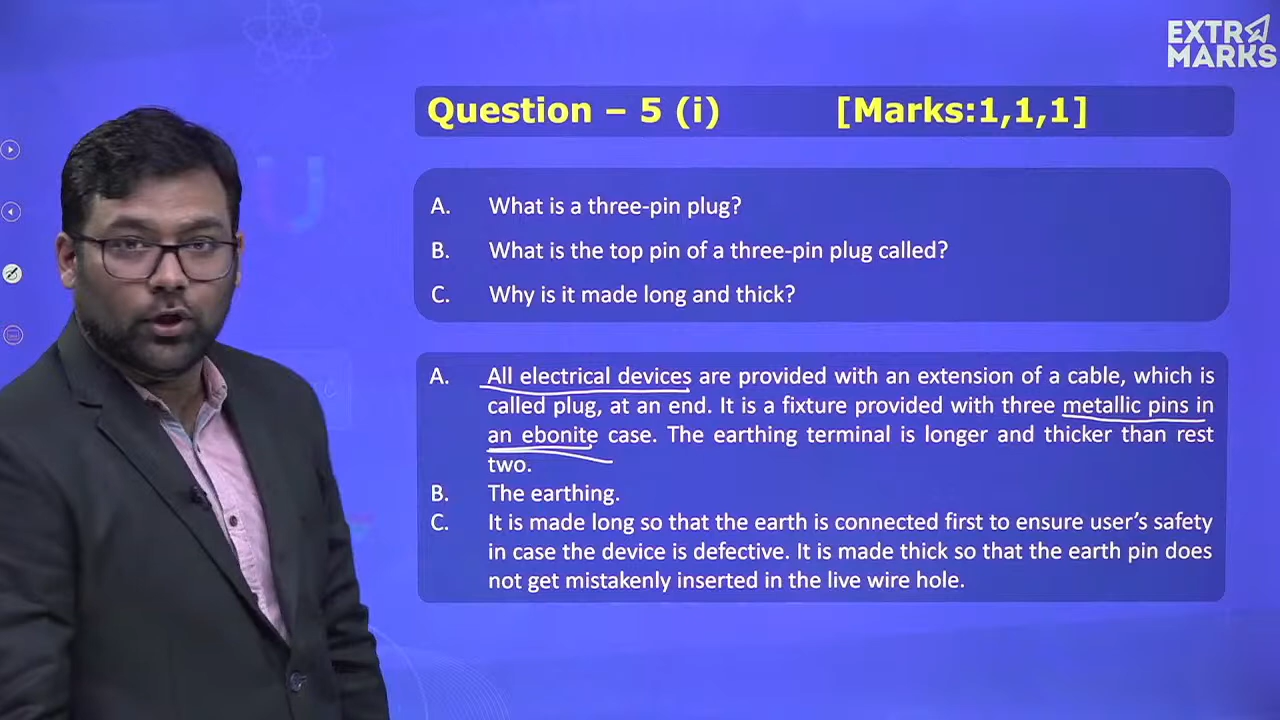 EXTRA
MARKS
Question – 5 (i) [Marks:1,1,1]
A. What is a three-pin plug?
B. What is the top pin of a three-pin plug called?
C. Why is it made long and thick?
A. All electrical devices are provided with an extension of a cable, which is
called plug, at an end. It is a fixture provided with three metallic pins in
an ebonite case. The earthing terminal is longer and thicker than rest
two.
B. The earthing.
C. It is made long so that the earth is connected first to ensure user’s safety
in case the device is defective. It is made thick so that the earth pin does
not get mistakenly inserted in the live wire hole.